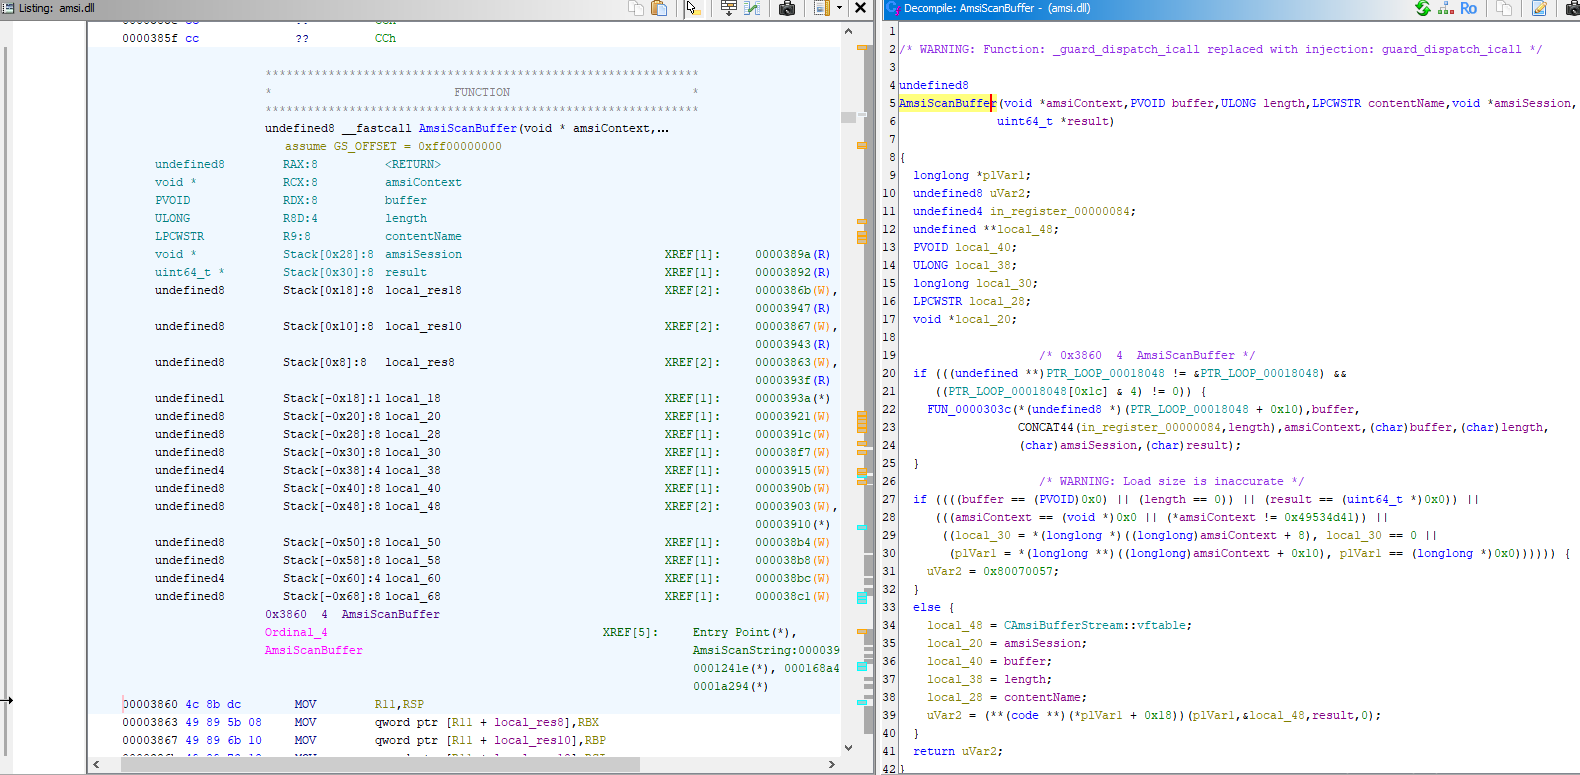 Listing: amsi.dll
0000385f cc ?? CCh
**************************************************************
* FUNCTION *
**************************************************************
undefined8 __fastcall AmsiScanBuffer(void * amsiContext,...
assume GS_OFFSET = 0xff00000000
undefined8 RAX:8 <RETURN>
void * RCX:8 amsiContext
PVOID RDX:8 buffer
ULONG R8D:4 length
LPCWSTR R9:8 contentName
void * Stack[0x28]:8 amsiSession XREF[1]: 0000389a(R)
uint64_t * Stack[0x30]:8 result XREF[1]: 00003892(R)
undefined8 Stack[0x18]:8 local_res18 XREF[2]: 0000386b(W),
00003947(R)
undefined8 Stack[0x10]:8 local_res10 XREF[2]: 00003867(W),
00003943(R)
undefined8 Stack[0x8]:8 local_res8 XREF[2]: 00003863(W),
0000393f(R)
undefined1 Stack[-0x18]:1 local_18 XREF[1]: 0000393a(*)
undefined8 Stack[-0x20]:8 local_20 XREF[1]: 00003921(W)
undefined8 Stack[-0x28]:8 local_28 XREF[1]: 0000391c(W)
undefined8 Stack[-0x30]:8 local_30 XREF[1]: 000038f7(W)
undefined4 Stack[-0x38]:4 local_38 XREF[1]: 00003915(W)
undefined8 Stack[-0x40]:8 local_40 XREF[1]: 0000390b(W)
undefined8 Stack[-0x48]:8 local_48 XREF[2]: 00003903(W),
00003910(*)
undefined8 Stack[-0x50]:8 local_50 XREF[1]: 000038b4(W)
undefined8 Stack[-0x58]:8 local_58 XREF[1]: 000038b8(W)
undefined4 Stack[-0x60]:4 local_60 XREF[1]: 000038bc(W)
undefined8 Stack[-0x68]:8 local_68 XREF[1]: 000038c1(W)
0x3860 4 AmsiScanBuffer
Ordinal_4 XREF[5]: Entry Point(*),
AmsiScanBuffer AmsiScanString:000039
0001241e(*), 000168a4
0001a294(*)
00003860 4c 8b dc MOV R11,RSP
00003863 49 89 5b 08 MOV qword ptr [R11 + local_res8],RBX
00003867 49 89 6b 10 MOV qword ptr [R11 + local_res10],RBP
Decompile: AmsiScanBuffer - (amsi.dll)
Ro
1
2 /* WARNING: Function: _guard_dispatch_icall replaced with injection: guard_dispatch_icall */
3
4 undefined8
5 AmsiScanBuffer(void *amsiContext,PVOID buffer,ULONG length,LPCWSTR contentName,void *amsiSession,
6 uint64_t *result)
7
8 {
9 longlong *plVar1;
10 undefined8 uVar2;
11 undefined4 in_register_00000084;
12 undefined **local_48;
13 PVOID local_40;
14 ULONG local_38;
15 longlong local_30;
16 LPCWSTR local_28;
17 void *local_20;
18
19 /* 0x3860 4 AmsiScanBuffer */
20 if (((undefined **)PTR_LOOP_00018048 != &PTR_LOOP_00018048) &&
21 ((PTR_LOOP_00018048[0x1c] & 4) != 0)) {
22 FUN_0000303c(*(undefined8 *)(PTR_LOOP_00018048 + 0x10),buffer,
23 CONCAT44(in_register_00000084,length),amsiContext,(char)buffer,(char)length,
24 (char)amsiSession,(char)result);
25 }
26 /* WARNING: Load size is inaccurate */
27 if ((((buffer == (PVOID)0x0) || (length == 0)) || (result == (uint64_t *)0x0)) ||
28 (((amsiContext == (void *)0x0 || (*amsiContext != 0x49534d41)) ||
29 ((local_30 = *(longlong *)((longlong)amsiContext + 8), local_30 == 0 ||
30 (plVar1 = *(longlong **)((longlong)amsiContext + 0x10), plVar1 == (longlong *)0x0)))))) {
31 uVar2 = 0x80070057;
32 }
33 else {
34 local_48 = CAmsiBufferStream::vftable;
35 local_20 = amsiSession;
36 local_40 = buffer;
37 local_38 = length;
38 local_28 = contentName;
39 uVar2 = (**(code **)(*plVar1 + 0x18))(plVar1,&local_48,result,0);
40 }
41 return uVar2;
42 }